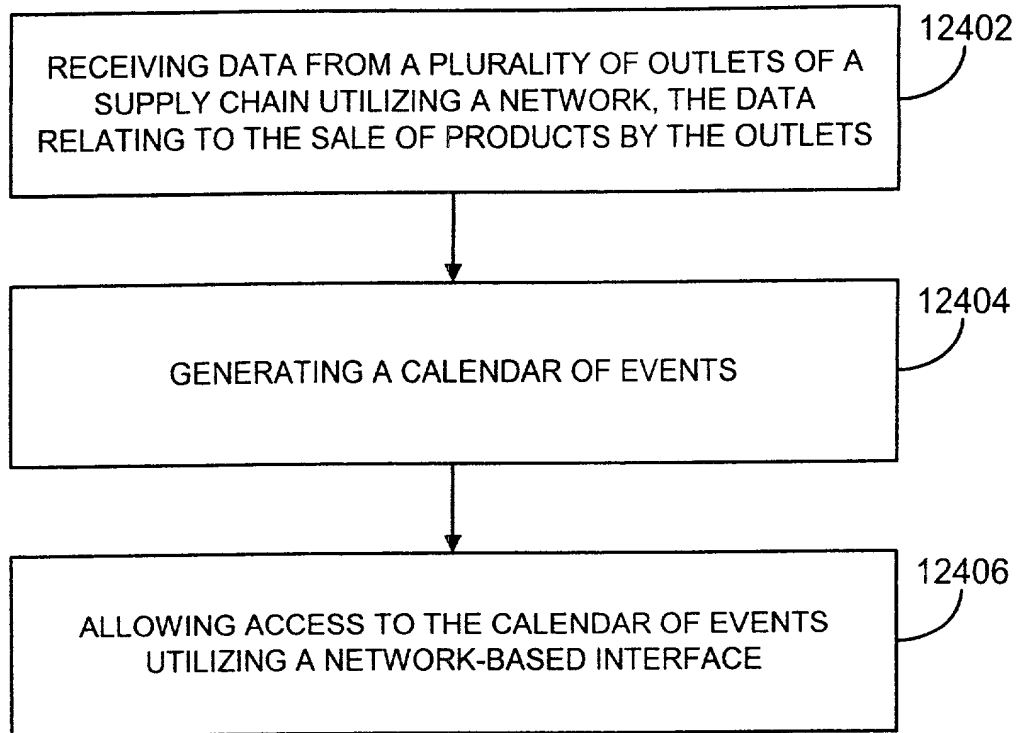 12402
RECEIVING DATA FROM A PLURALITY OF OUTLETS OF A
SUPPLY CHAIN UTILIZING A NETWORK, THE DATA
RELATING TO THE SALE OF PRODUCTS BY THE OUTLETS
12404
GENERATING A CALENDAR OF EVENTS
12406
ALLOWING ACCESS TO THE CALENDAR OF EVENTS
UTILIZING A NETWORK-BASED INTERFACE